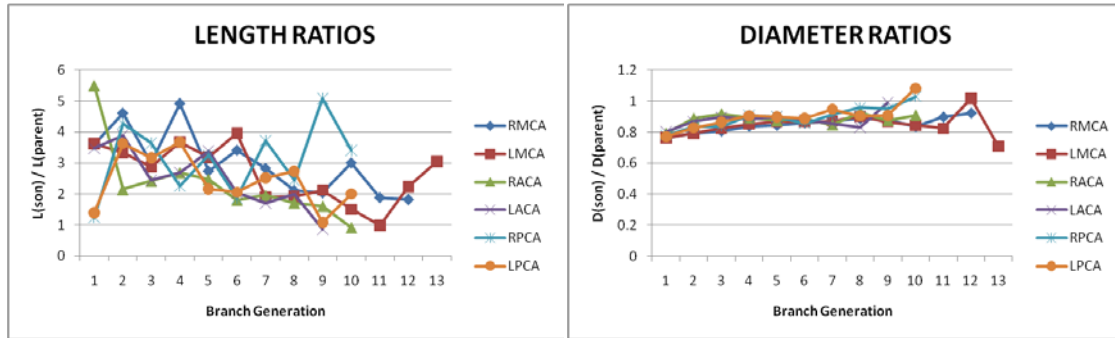 LENGTH RATIOS
L(son) / L(parent)
6
5
4
3
2
1
0
1 2 3 4 5 6 7 8 9 10 11 12 13
Branch Generation
RMCA
LMCA
RACA
LACA
RPCA
LPCA
DIAMETER RATIOS
D(son) / D(parent)
1.2
1
0.8
0.6
0.4
0.2
0
1 2 3 4 5 6 7 8 9 10 11 12 13
Branch Generation
RMCA
LMCA
RACA
LACA
RPCA
LPCA